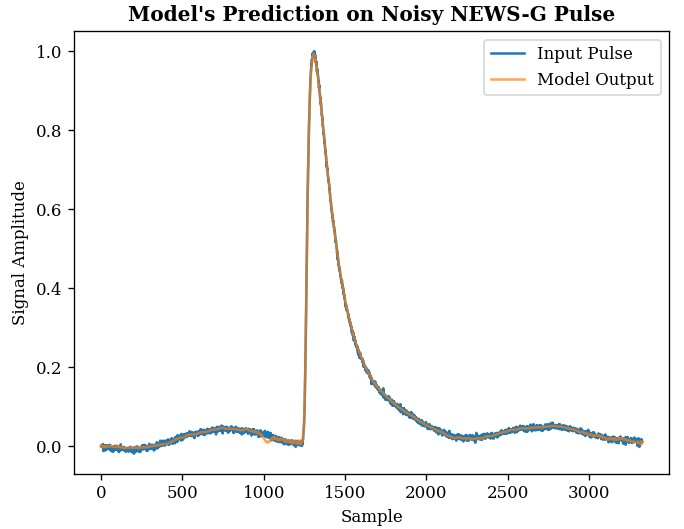 Model's Prediction on Noisy NEWS-G Pulse
Input Pulse
Model Output
Signal Amplitude
1.0
0.8
0.6
0.4
0.2
0.0
0 500 1000 1500 2000 2500 3000
Sample